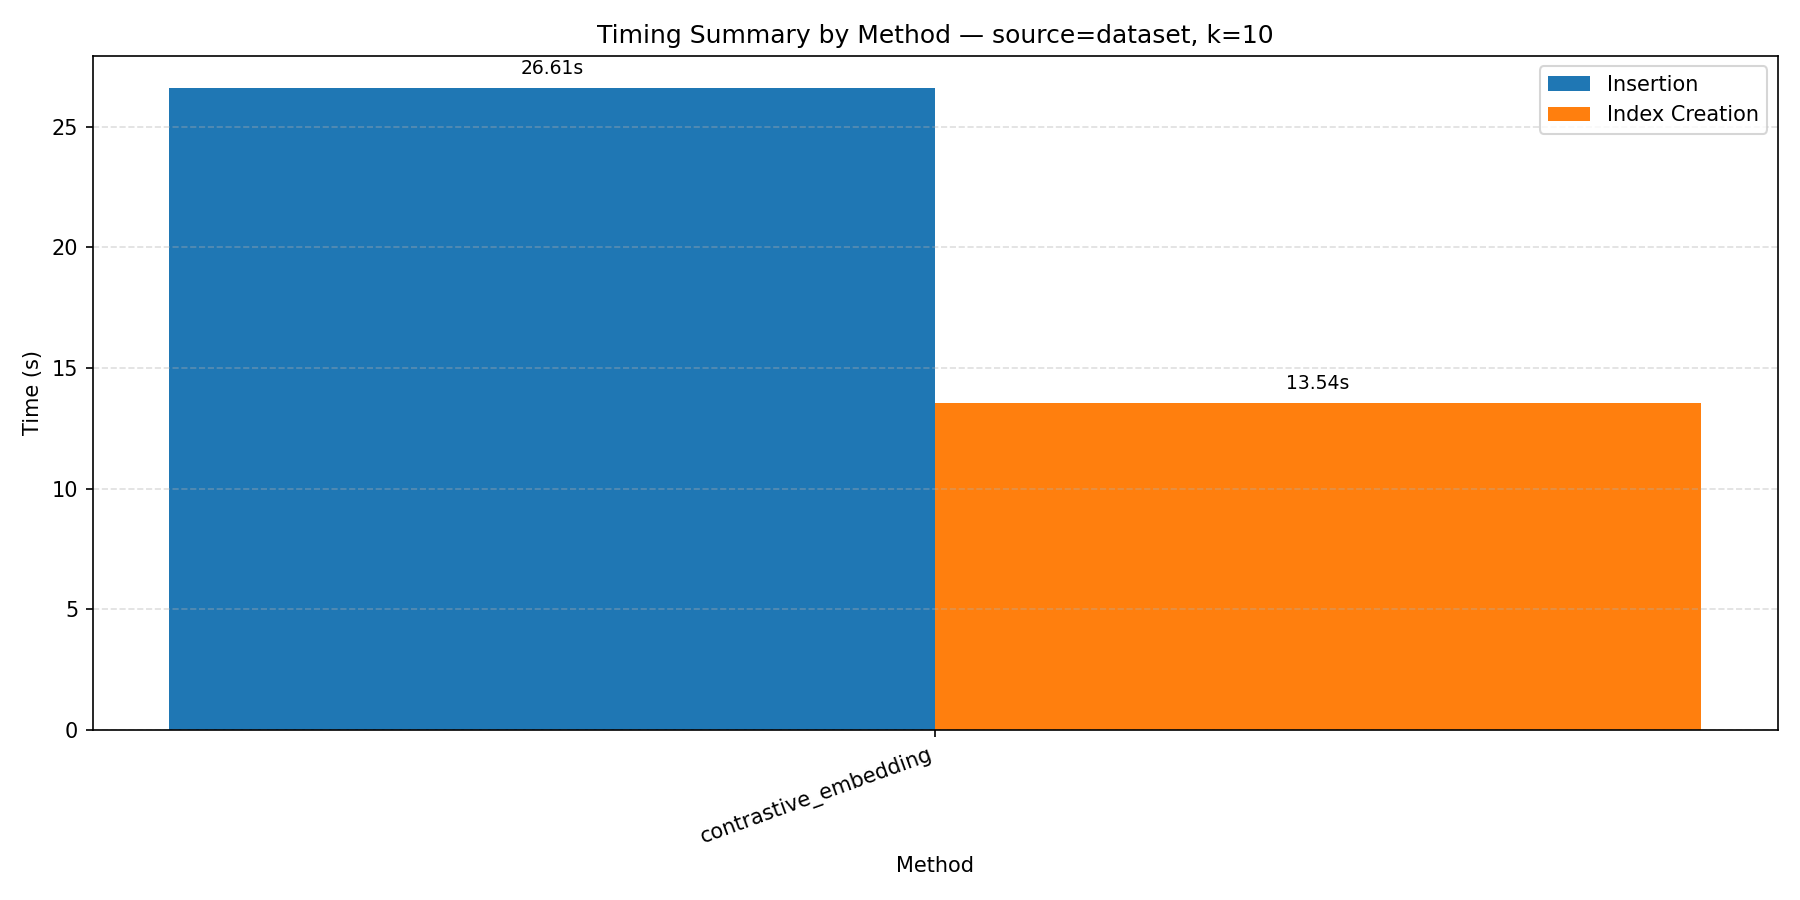 Timing Summary by Method — source=dataset, k=10
26.61s
Insertion
Index Creation
25
20
15
13.54s
10
5
0
Time (s)
contrastive_embedding
Method